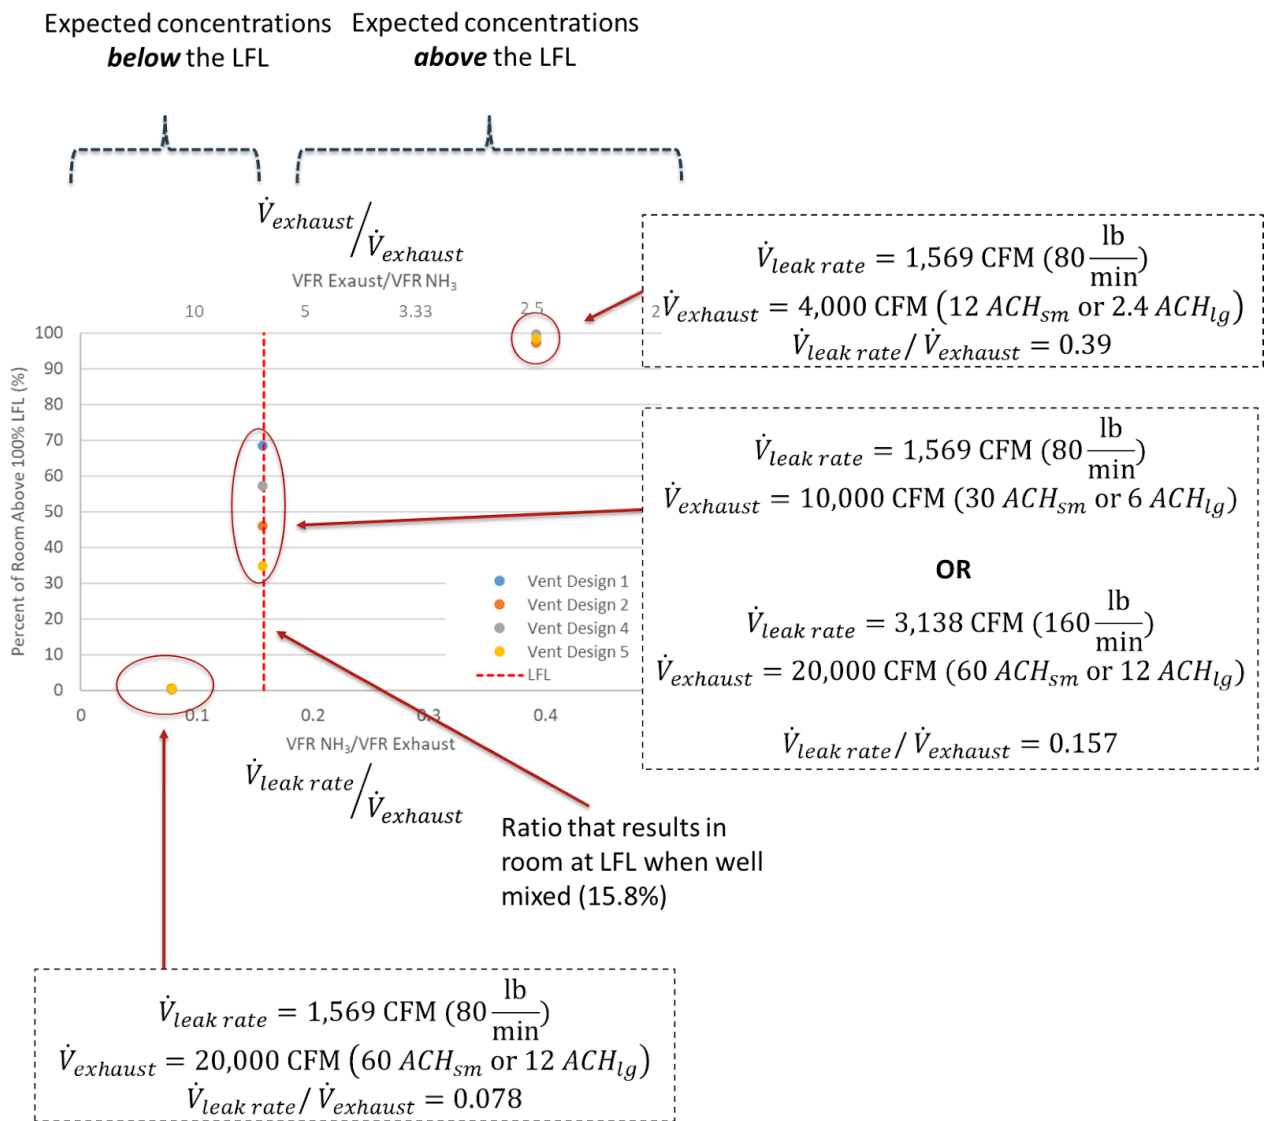 Expected concentrations
below the LFL
Expected concentrations
above the LFL
V̇exhaust/V̇exhaust
VFR Exaust/VFR NH₃
10 5 3.33 2.5 2
100
90
80
70
60
50
40
30
20
10
0
Percent of Room Above 100% LFL (%)
0 0.1 0.2 0.3 0.4
VFR NH₃/VFR Exhaust
V̇leak rate/V̇exhaust
Vent Design 1
Vent Design 2
Vent Design 4
Vent Design 5
LFL
V̇leak rate = 1,569 CFM (80 lb/min)
V̇exhaust = 4,000 CFM (12 ACHsm or 2.4 ACHlg)
V̇leak rate/V̇exhaust = 0.39
V̇leak rate = 1,569 CFM (80 lb/min)
V̇exhaust = 10,000 CFM (30 ACHsm or 6 ACHlg)
OR
V̇leak rate = 3,138 CFM (160 lb/min)
V̇exhaust = 20,000 CFM (60 ACHsm or 12 ACHlg)
V̇leak rate/V̇exhaust = 0.157
Ratio that results in
room at LFL when well
mixed (15.8%)
V̇leak rate = 1,569 CFM (80 lb/min)
V̇exhaust = 20,000 CFM (60 ACHsm or 12 ACHlg)
V̇leak rate/V̇exhaust = 0.078